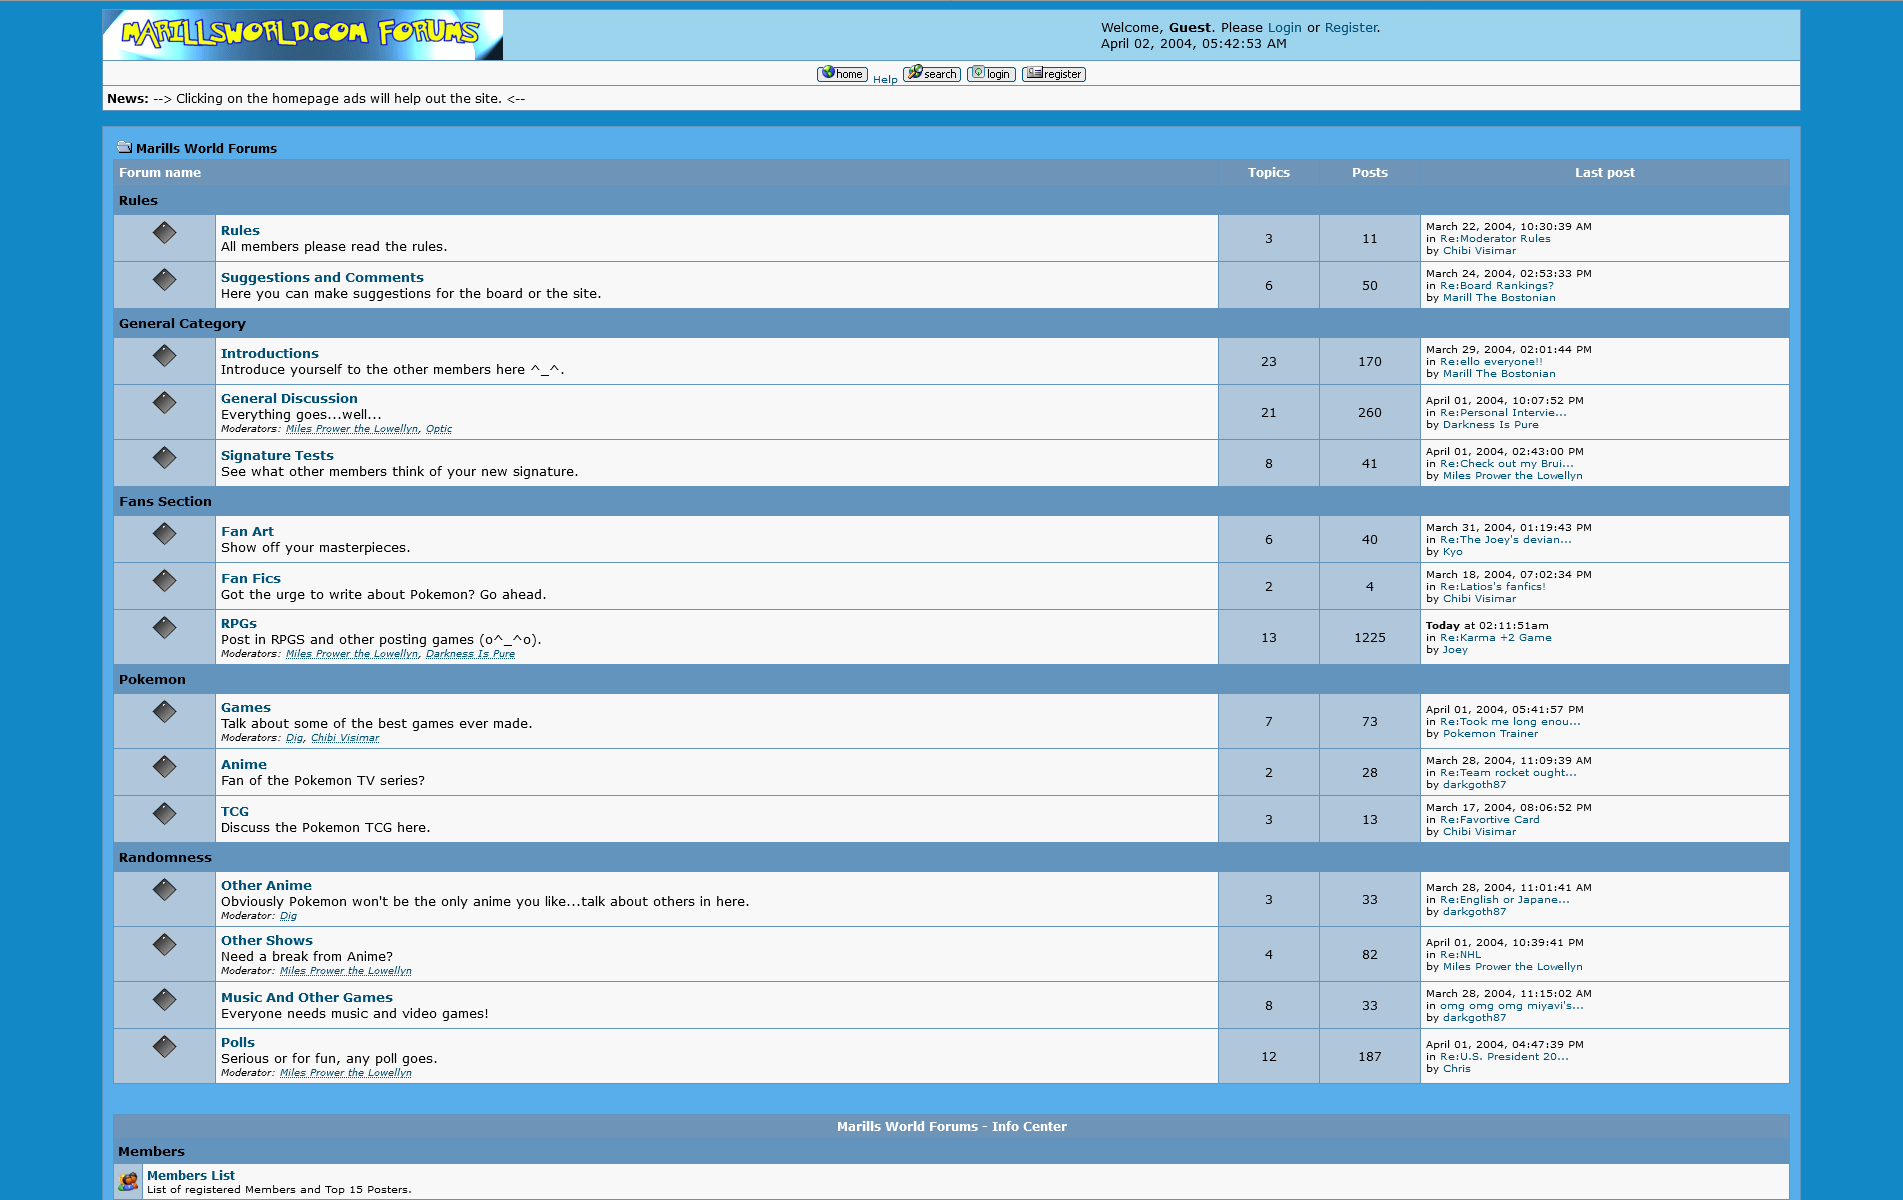 MARILLSWORLD.COM FORUMS
Welcome, Guest. Please Login or Register.
April 02, 2004, 05:42:53 AM
home Help search login register
News: --> Clicking on the homepage ads will help out the site. <--
Marills World Forums
Forum name Topics Posts Last post
Rules
Rules
All members please read the rules.
3 11
March 22, 2004, 10:30:39 AM
in Re:Moderator Rules
by Chibi Visimar
Suggestions and Comments
Here you can make suggestions for the board or the site.
6 50
March 24, 2004, 02:53:33 PM
in Re:Board Rankings?
by Marill The Bostonian
General Category
Introductions
Introduce yourself to the other members here ^_^.
23 170
March 29, 2004, 02:01:44 PM
in Re:ello everyone!!
by Marill The Bostonian
General Discussion
Everything goes...well...
Moderators: Miles Prower the Lowellyn, Optic
21 260
April 01, 2004, 10:07:52 PM
in Re:Personal Intervie...
by Darkness Is Pure
Signature Tests
See what other members think of your new signature.
8 41
April 01, 2004, 02:43:00 PM
in Re:Check out my Brui...
by Miles Prower the Lowellyn
Fans Section
Fan Art
Show off your masterpieces.
6 40
March 31, 2004, 01:19:43 PM
in Re:The Joey's devian...
by Kyo
Fan Fics
Got the urge to write about Pokemon? Go ahead.
2 4
March 18, 2004, 07:02:34 PM
in Re:Latios's fanfics!
by Chibi Visimar
RPGs
Post in RPGS and other posting games (o^_^o).
Moderators: Miles Prower the Lowellyn, Darkness Is Pure
13 1225
Today at 02:11:51am
in Re:Karma +2 Game
by Joey
Pokemon
Games
Talk about some of the best games ever made.
Moderators: Dig, Chibi Visimar
7 73
April 01, 2004, 05:41:57 PM
in Re:Took me long enou...
by Pokemon Trainer
Anime
Fan of the Pokemon TV series?
2 28
March 28, 2004, 11:09:39 AM
in Re:Team rocket ought...
by darkgoth87
TCG
Discuss the Pokemon TCG here.
3 13
March 17, 2004, 08:06:52 PM
in Re:Favortive Card
by Chibi Visimar
Randomness
Other Anime
Obviously Pokemon won't be the only anime you like...talk about others in here.
Moderator: Dig
3 33
March 28, 2004, 11:01:41 AM
in Re:English or Japane...
by darkgoth87
Other Shows
Need a break from Anime?
Moderator: Miles Prower the Lowellyn
4 82
April 01, 2004, 10:39:41 PM
in Re:NHL
by Miles Prower the Lowellyn
Music And Other Games
Everyone needs music and video games!
8 33
March 28, 2004, 11:15:02 AM
in omg omg omg miyavi's...
by darkgoth87
Polls
Serious or for fun, any poll goes.
Moderator: Miles Prower the Lowellyn
12 187
April 01, 2004, 04:47:39 PM
in Re:U.S. President 20...
by Chris
Marills World Forums - Info Center
Members
Members List
List of registered Members and Top 15 Posters.